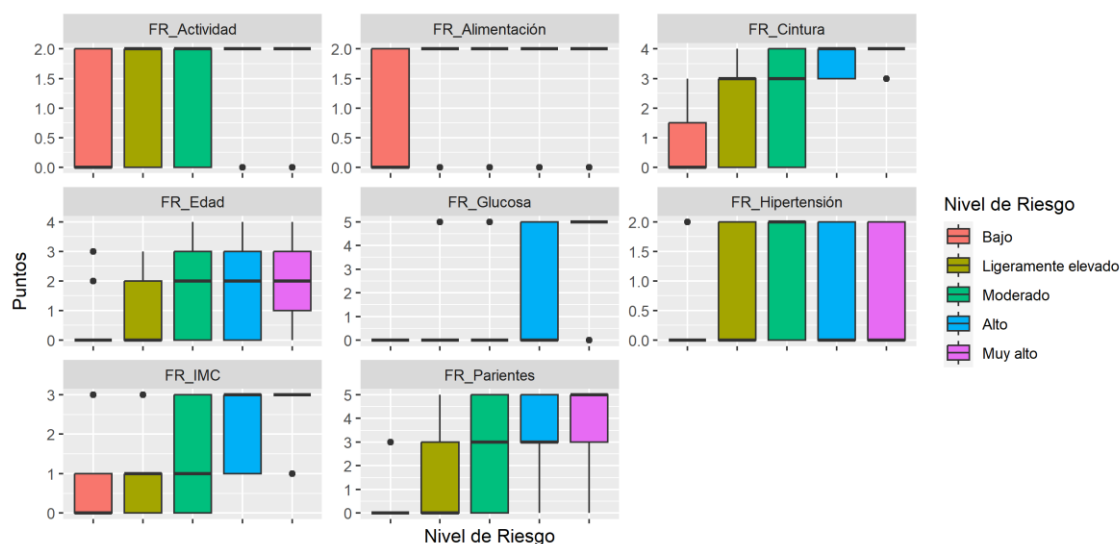 FR_Actividad
FR_Alimentación
FR_Cintura
2.0
1.5
1.0
0.5
0.0
2.0
1.5
1.0
0.5
0.0
4
3
2
1
0
FR_Edad
FR_Glucosa
FR_Hipertensión
4
3
2
1
0
5
4
3
2
1
0
2.0
1.5
1.0
0.5
0.0
FR_IMC
FR_Parientes
3
2
1
0
5
4
3
2
1
0
Puntos
Nivel de Riesgo
Nivel de Riesgo
Bajo
Ligeramente elevado
Moderado
Alto
Muy alto